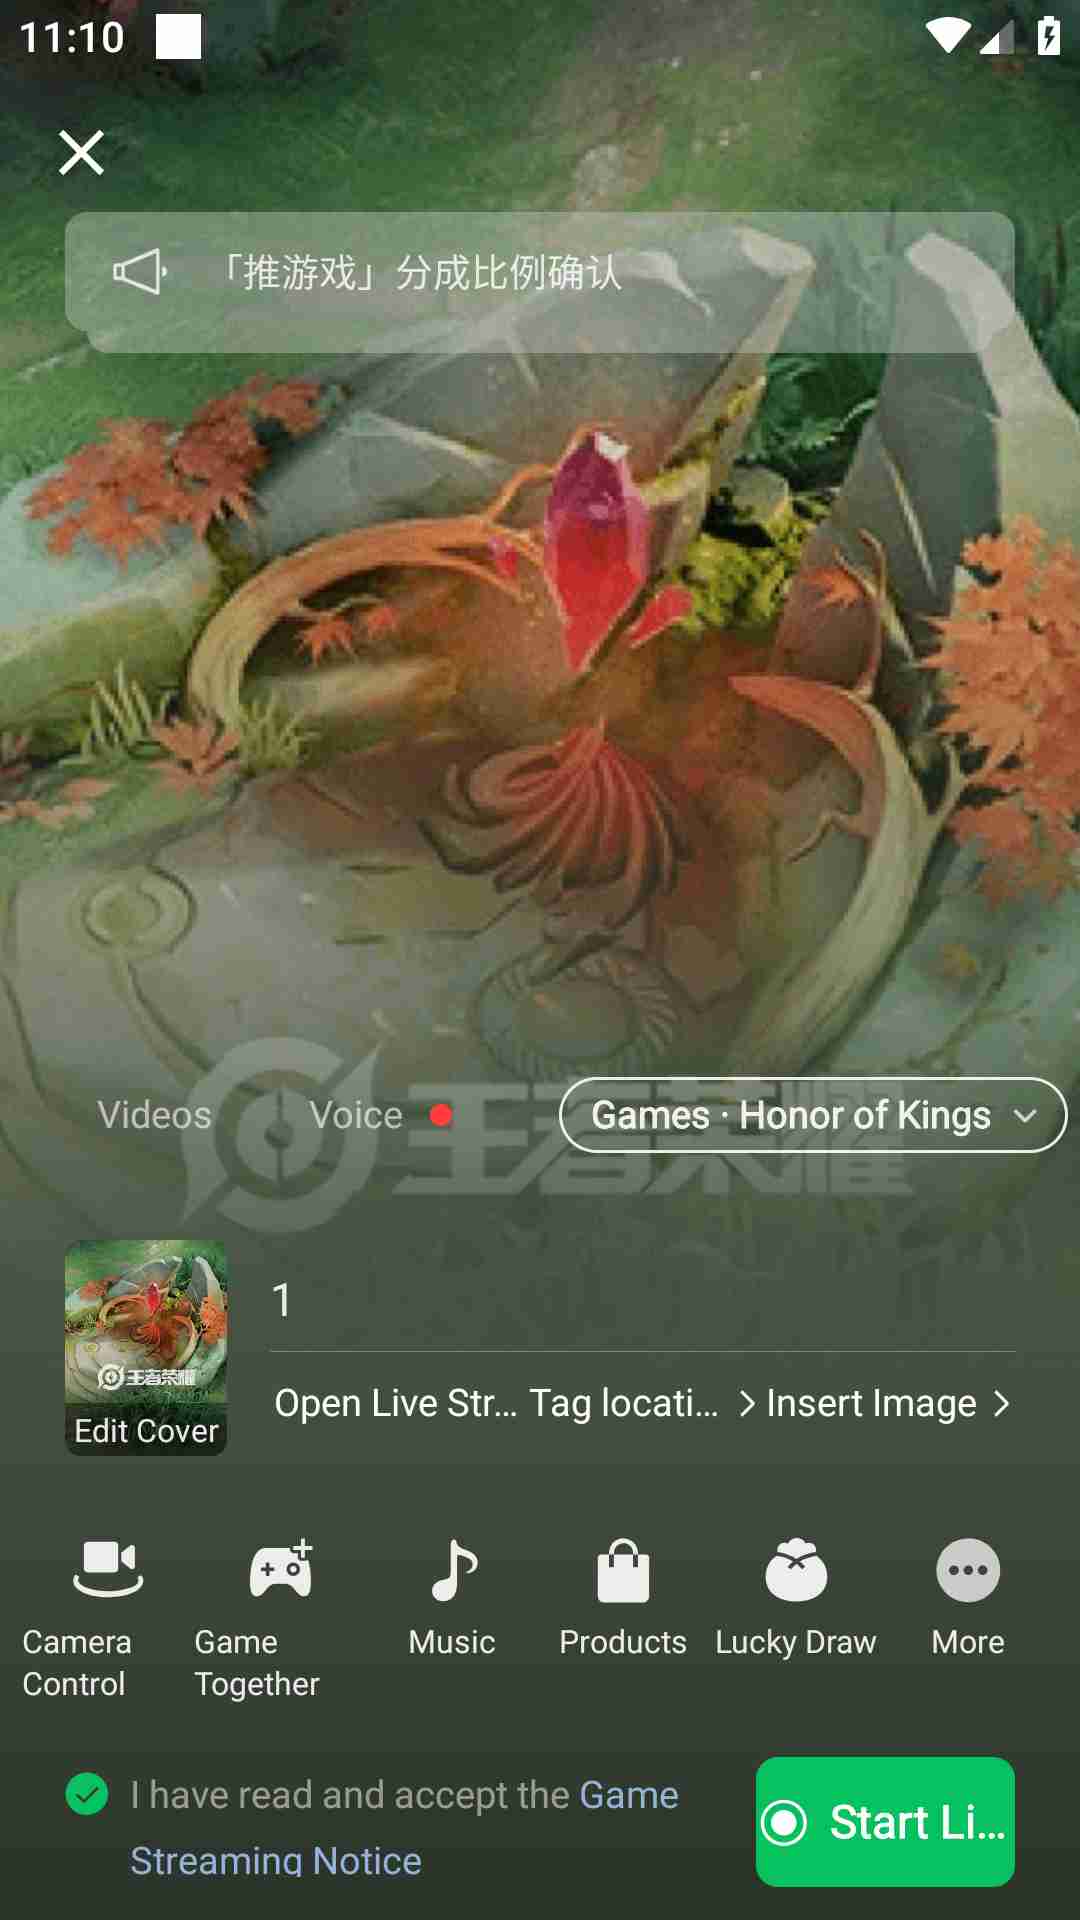 11:10
「推游戏」分成比例确认
王者荣耀
Videos
Voice
Games · Honor of Kings
1
王者荣耀
Edit Cover
Open Live Str...
Tag locati...
Insert Image
Camera
Control
Game
Together
Music
Products
Lucky Draw
More
I have read and accept the Game
Streaming Notice
Start Li...